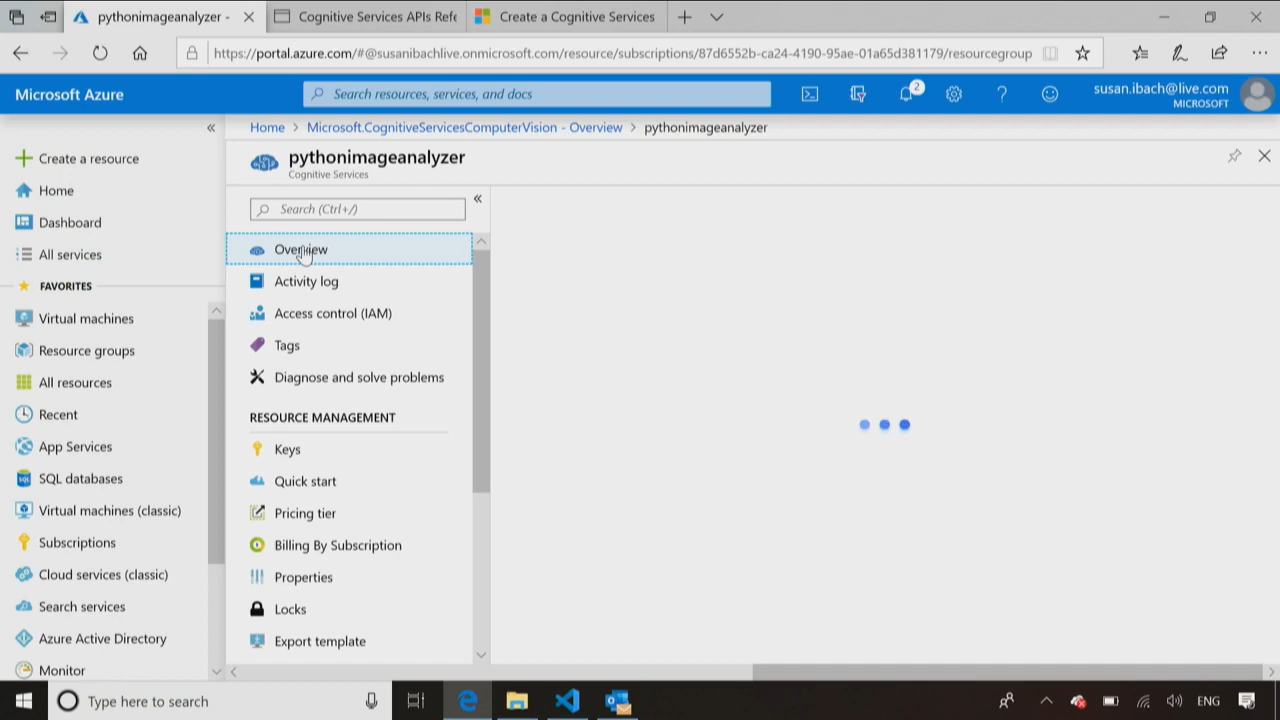 pythonimageanalyzer -
Cognitive Services APIs Refe
Create a Cognitive Services
https://portal.azure.com/#@susanibachlive.onmicrosoft.com/resource/subscriptions/87d6552b-ca24-4190-95ae-01a65d381179/resourcegroup
Microsoft Azure
Search resources, services, and docs
2
susan.ibach@live.com
MICROSOFT
Home > Microsoft.CognitiveServicesComputerVision - Overview > pythonimageanalyzer
pythonimageanalyzer
Cognitive Services
Create a resource
Home
Dashboard
All services
FAVORITES
Virtual machines
Resource groups
All resources
Recent
App Services
SQL databases
Virtual machines (classic)
Subscriptions
Cloud services (classic)
Search services
Azure Active Directory
Monitor
Search (Ctrl+/)
Overview
Activity log
Access control (IAM)
Tags
Diagnose and solve problems
RESOURCE MANAGEMENT
Keys
Quick start
Pricing tier
Billing By Subscription
Properties
Locks
Export template
Type here to search
ENG